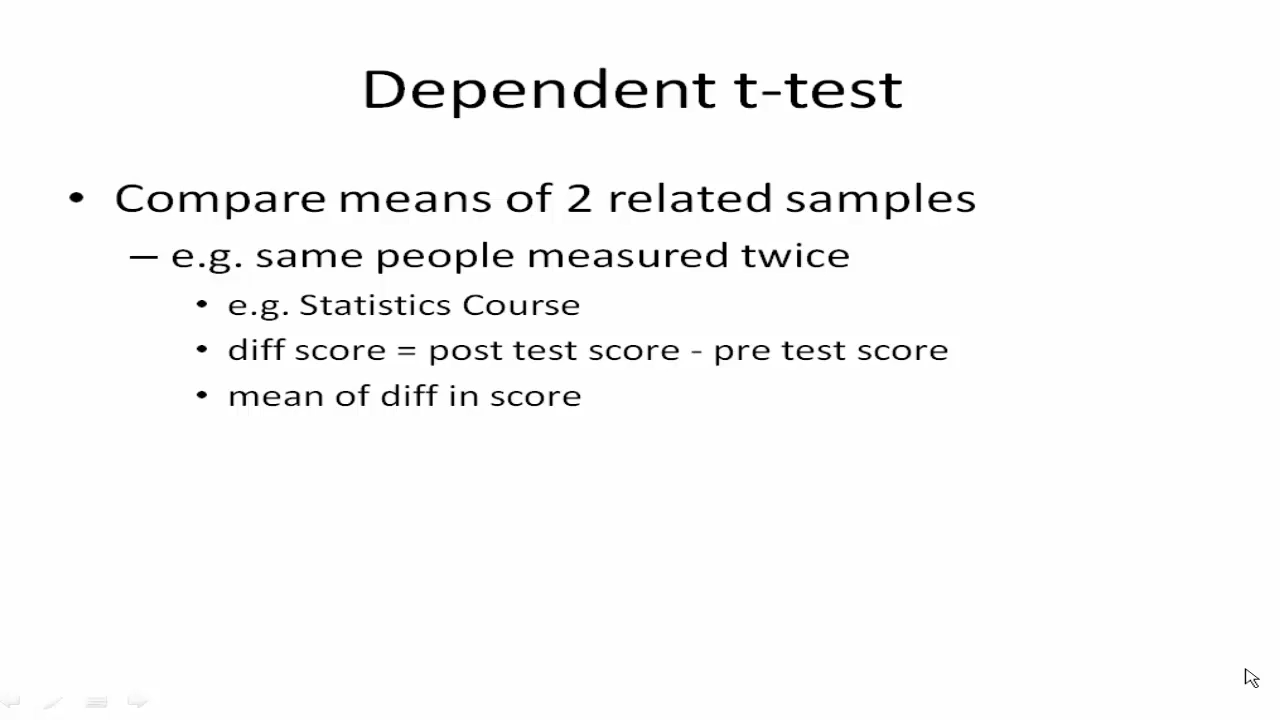 Dependent t-test
• Compare means of 2 related samples
– e.g. same people measured twice
• e.g. Statistics Course
• diff score = post test score - pre test score
• mean of diff in score